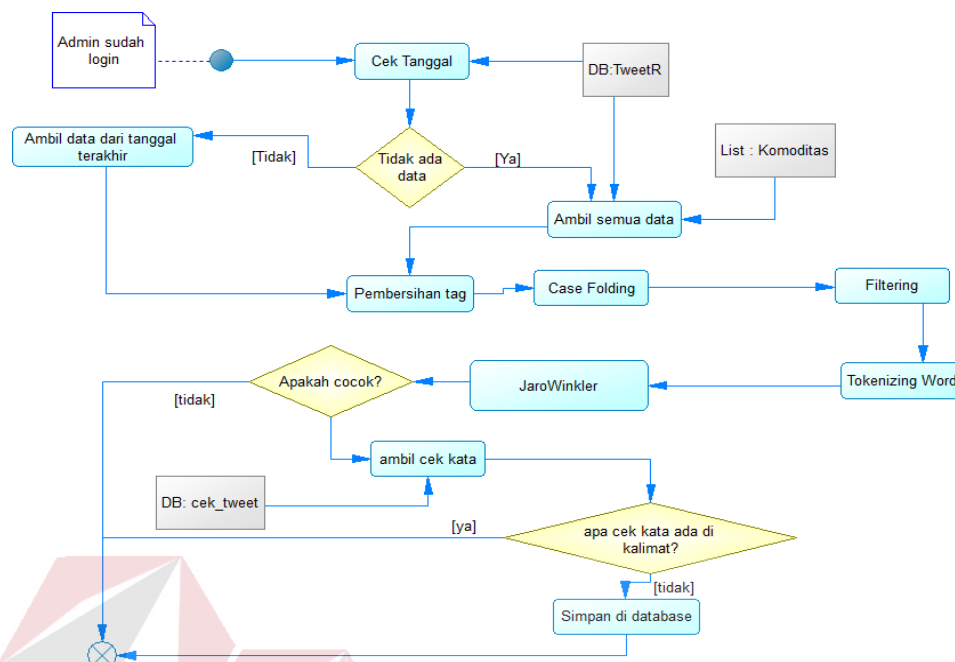 Admin sudah
login
Cek Tanggal
DB:TweetR
Ambil data dari tanggal
terakhir
[Tidak]
Tidak ada
data
[Ya]
List : Komoditas
Ambil semua data
Pembersihan tag
Case Folding
Filtering
Apakah cocok?
JaroWinkler
Tokenizing Word
[tidak]
ambil cek kata
DB: cek_tweet
[ya]
apa cek kata ada di
kalimat?
[tidak]
Simpan di database